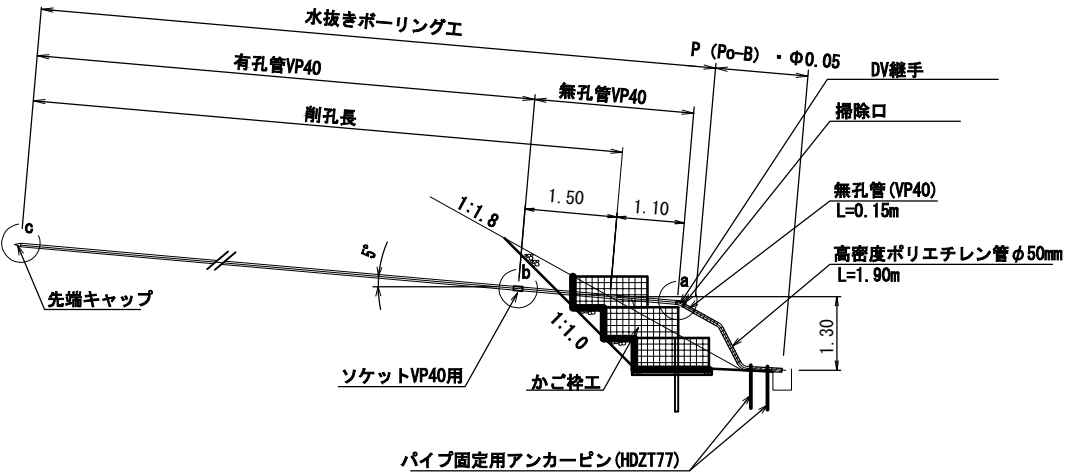 水抜きボーリング工
P (Po-B) ・Φ0.05
有孔管VP40
無孔管VP40
DV継手
削孔長
掃除口
1.50
1.10
無孔管(VP40)
L=0.15m
1:1.8
c
5°
b
a
高密度ポリエチレン管φ50mm
L=1.90m
先端キャップ
1:1.0
1.30
ソケットVP40用
かご枠工
パイプ固定用アンカーピン(HDZT77)